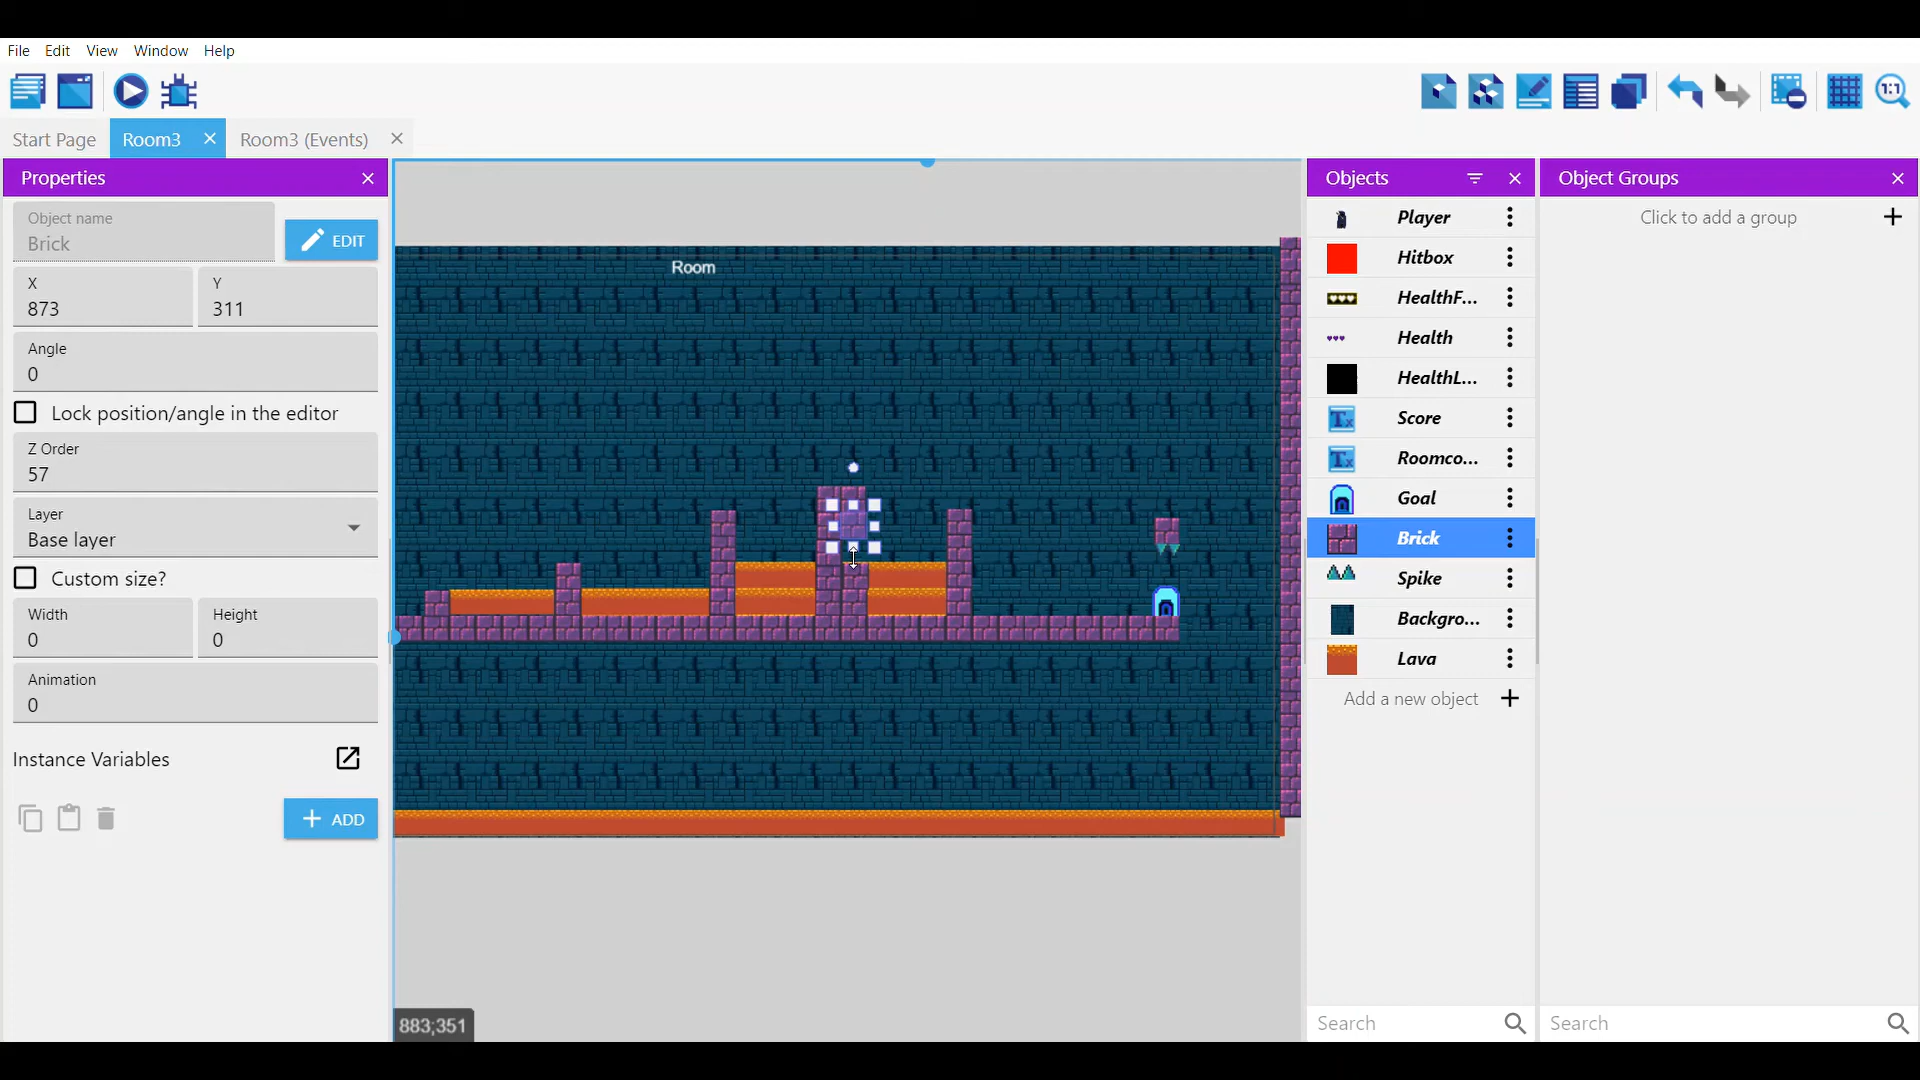 File Edit View Window Help
1:1
Start Page Room3 Room3 (Events)
Properties
Object name
Brick
EDIT
X
873
Y
311
Angle
0
Lock position/angle in the editor
Z Order
57
Layer
Base layer
Custom size?
Width
0
Height
0
Animation
0
Instance Variables
ADD
Room
883;351
Objects
Player
Hitbox
HealthF...
Health
HealthL...
Score
Roomco...
Goal
Brick
Spike
Backgro...
Lava
Add a new object
Search
Object Groups
Click to add a group
Search